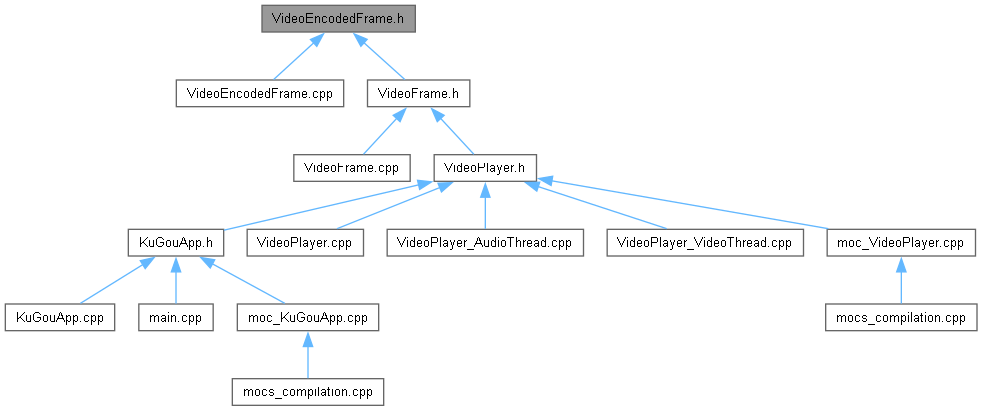 VideoEncodedFrame.h
VideoEncodedFrame.cpp
VideoFrame.h
VideoFrame.cpp
VideoPlayer.h
KuGouApp.h
VideoPlayer.cpp
VideoPlayer_AudioThread.cpp
VideoPlayer_VideoThread.cpp
moc_VideoPlayer.cpp
KuGouApp.cpp
main.cpp
moc_KuGouApp.cpp
mocs_compilation.cpp
mocs_compilation.cpp